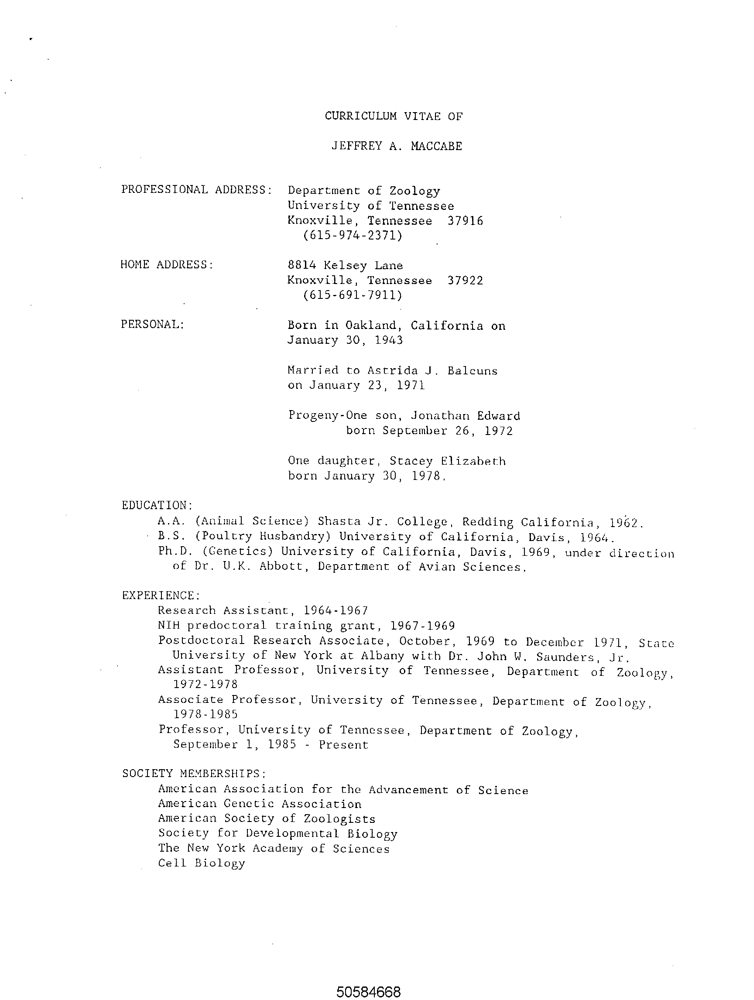 CURRICULUM VITAE OF
JEFFREY A. MACCABE
PROFESSIONAL ADDRESS: Department of Zoology
University of Tennessee
Knoxville, Tennessee 37916
(615-974-2371)
HOME ADDRESS: 8814 Kelsey Lane
Knoxville, Tennessee 37922
(615-691-7911)
PERSONAL: Born in Oakland, California on
January 30, 1943
Married to Astrida J. Balcuns
on January 23, 1971
Progeny-One son, Jonathan Edward
born September 26, 1972
One daughter, Stacey Elizabeth
born January 30, 1978.
EDUCATION:
A.A. (Animal Science) Shasta Jr. College, Redding California, 1962.
B.S. (Poultry Husbandry) University of California, Davis, 1964.
Ph.D. (Genetics) University of California, Davis, 1969, under direction
of Dr. U.K. Abbott, Department of Avian Sciences.
EXPERIENCE:
Research Assistant, 1964-1967
NIH predoctoral training grant, 1967-1969
Postdoctoral Research Associate, October, 1969 to December 1971, State
University of New York at Albany with Dr. John W. Saunders, Jr.
Assistant Professor, University of Tennessee, Department of Zoology,
1972-1978
Associate Professor, University of Tennessee, Department of Zoology,
1978-1985
Professor, University of Tennessee, Department of Zoology,
September 1, 1985 - Present
SOCIETY MEMBERSHIPS:
American Association for the Advancement of Science
American Genetic Association
American Society of Zoologists
Society for Developmental Biology
The New York Academy of Sciences
Cell Biology
50584668